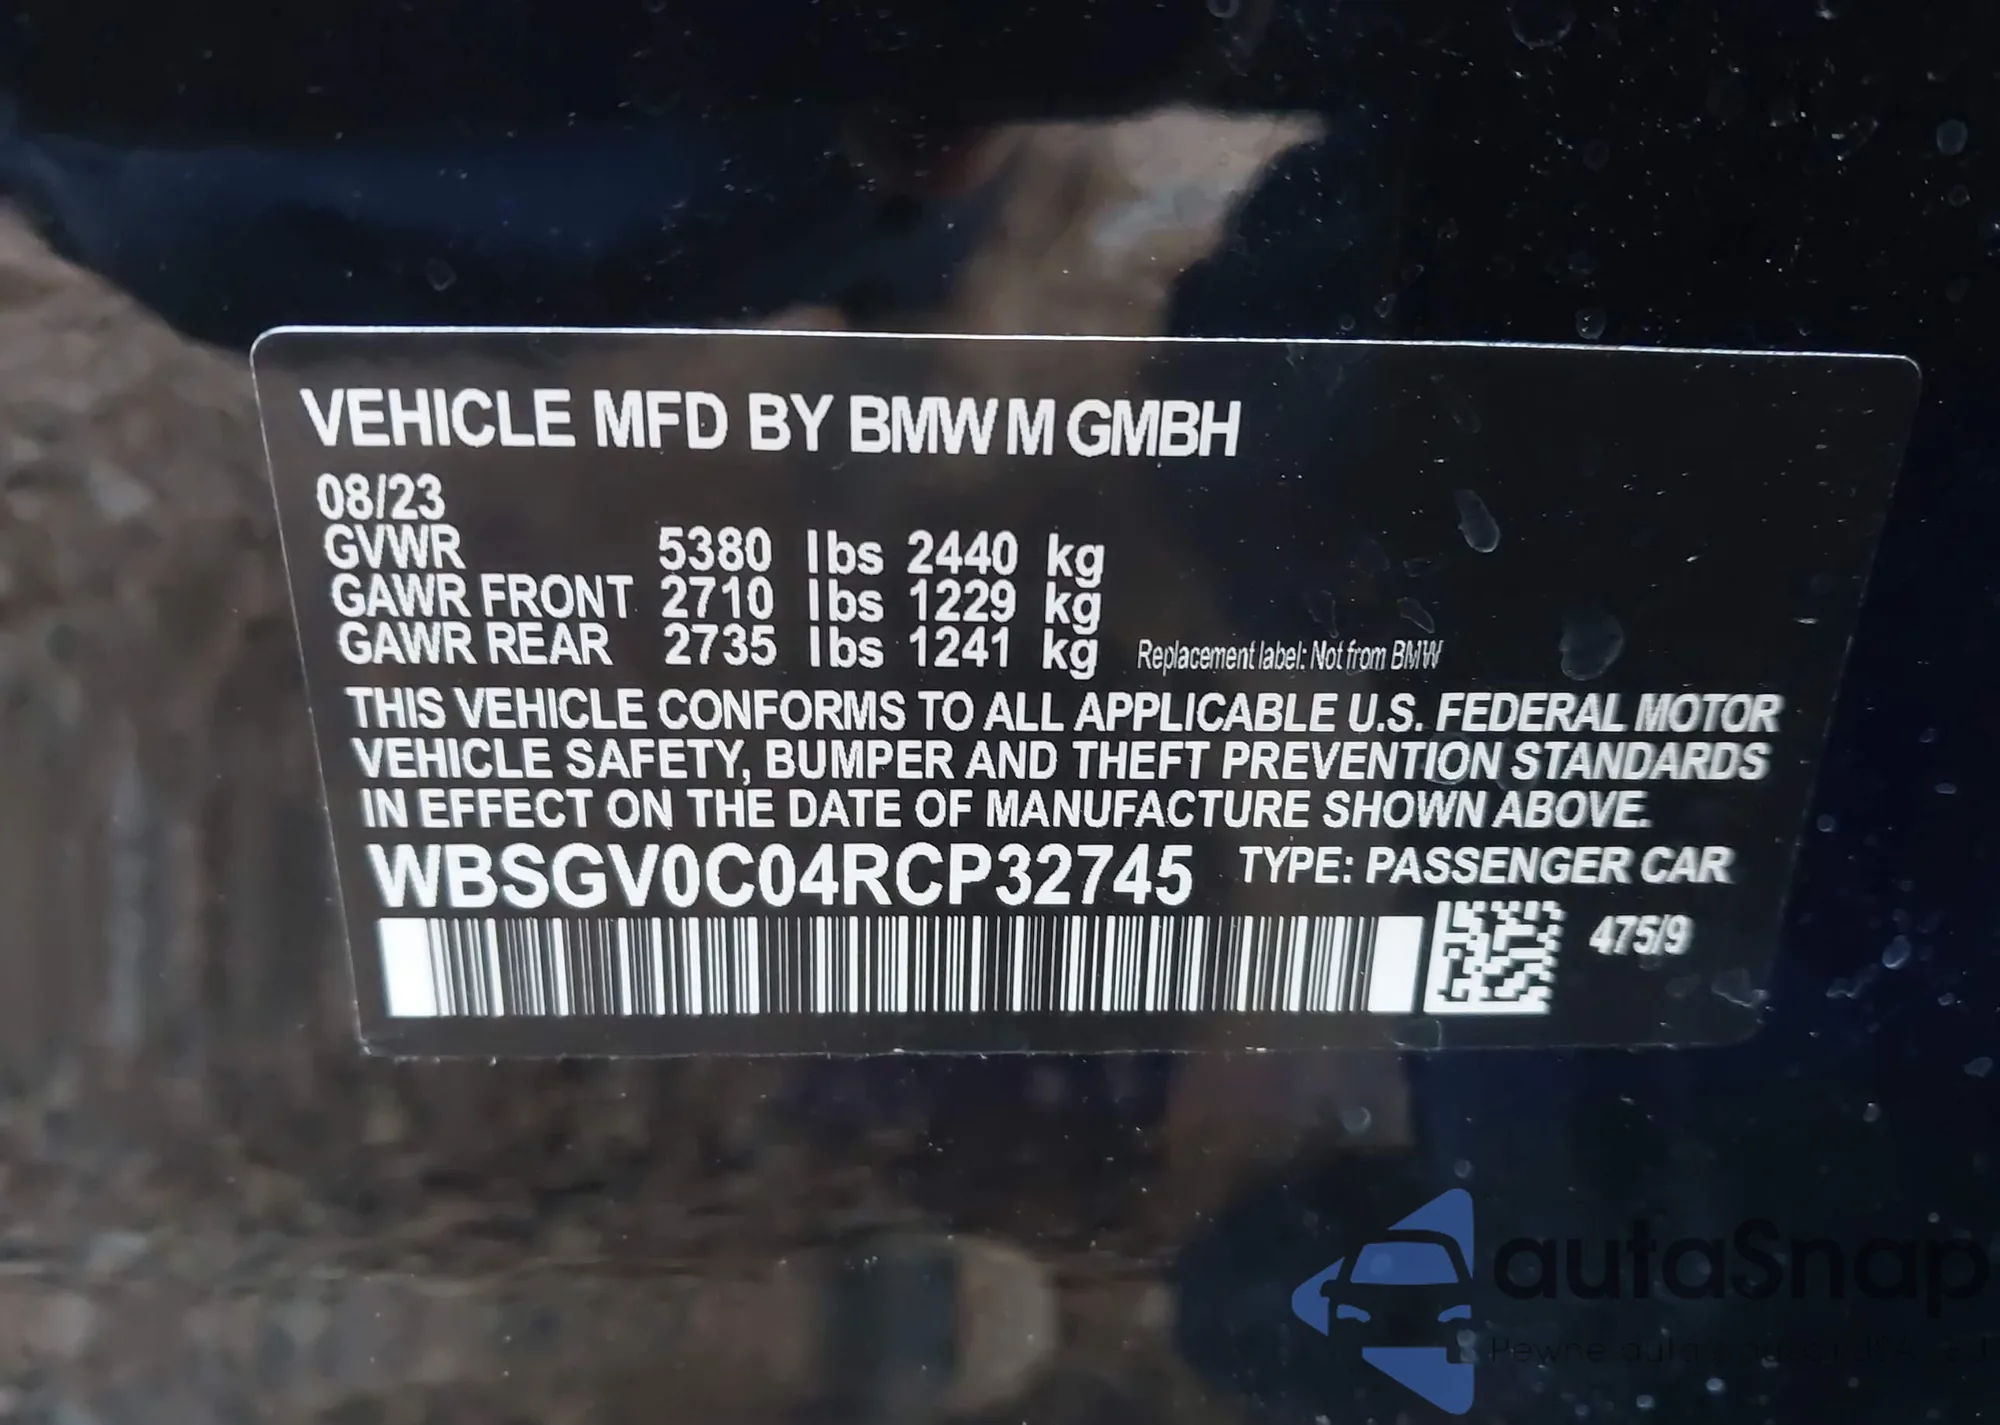 VEHICLE MFD BY BMW M GMBH
08/23
GVWR 5380 lbs 2440 kg
GAWR FRONT 2710 lbs 1229 kg
GAWR REAR 2735 lbs 1241 kg Replacement label: Not from BMW
THIS VEHICLE CONFORMS TO ALL APPLICABLE U.S. FEDERAL MOTOR
VEHICLE SAFETY, BUMPER AND THEFT PREVENTION STANDARDS
IN EFFECT ON THE DATE OF MANUFACTURE SHOWN ABOVE.
WBSGV0C04RCP32745 TYPE: PASSENGER CAR
475/9
autaSnap
Pewne auta